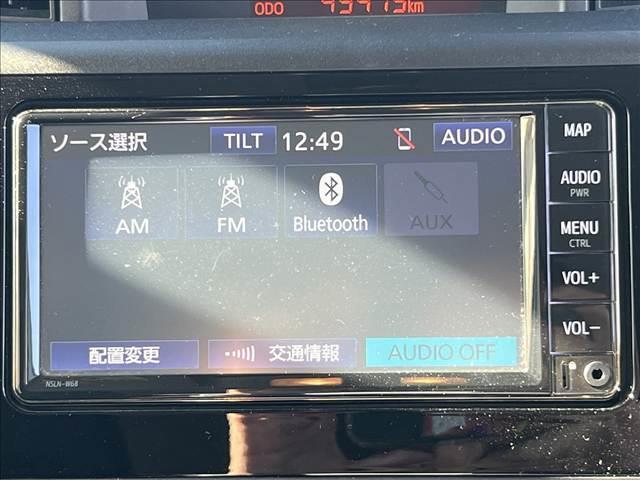 ODO 93975km
ソース選択 TILT 12:49 AUDIO
AM FM Bluetooth AUX
配置変更 交通情報 AUDIO OFF
NSLN-W68
MAP
AUDIO
PWR
MENU
CTRL
VOL+
VOL-